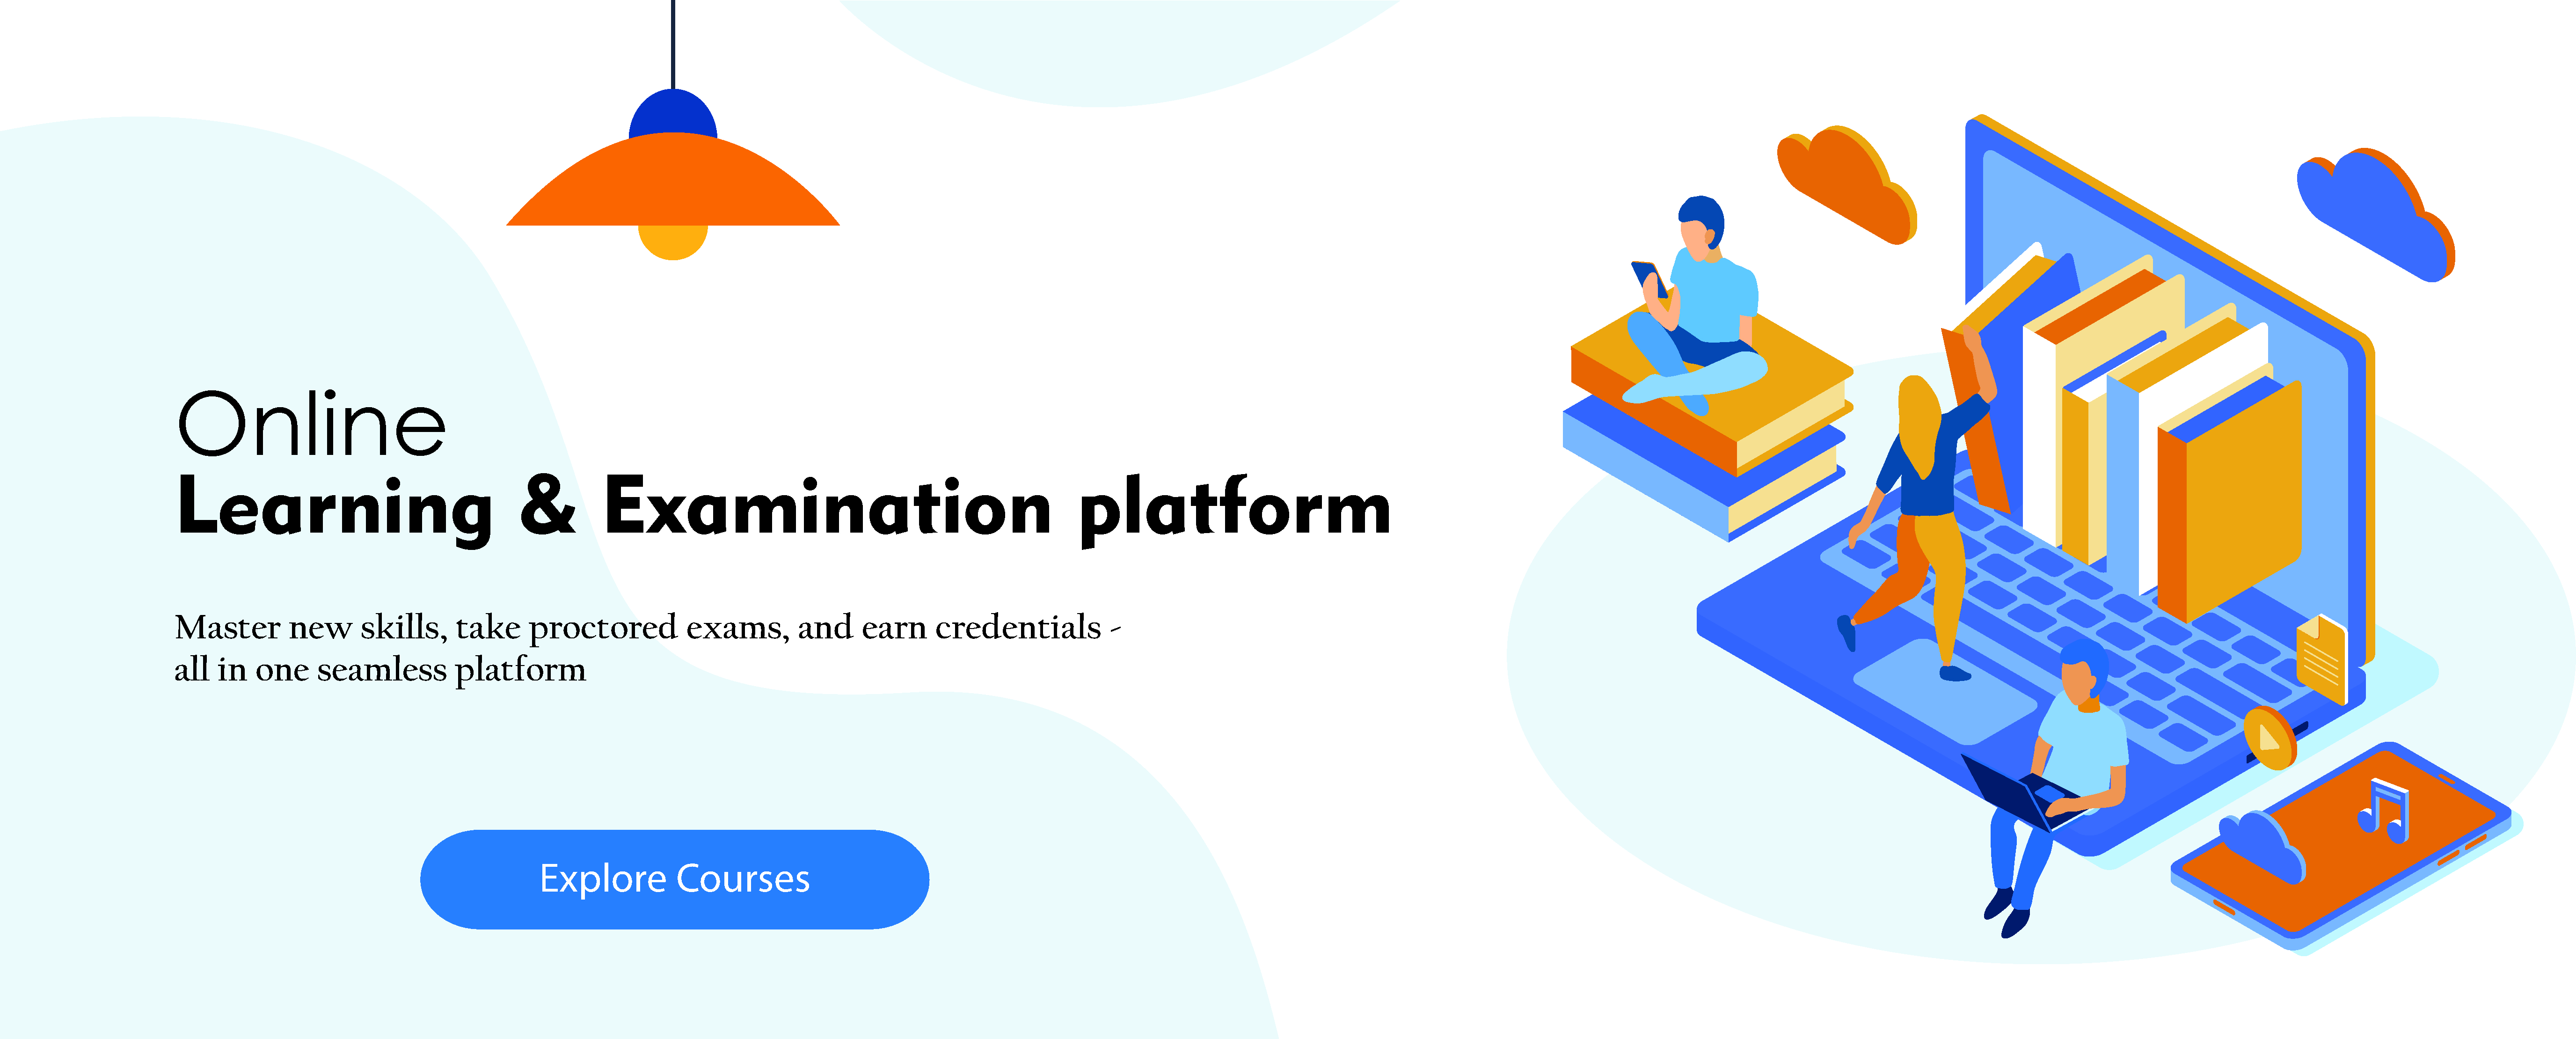 Online
Learning & Examination platform
Master new skills, take proctored exams, and earn credentials -
all in one seamless platform
Explore Courses